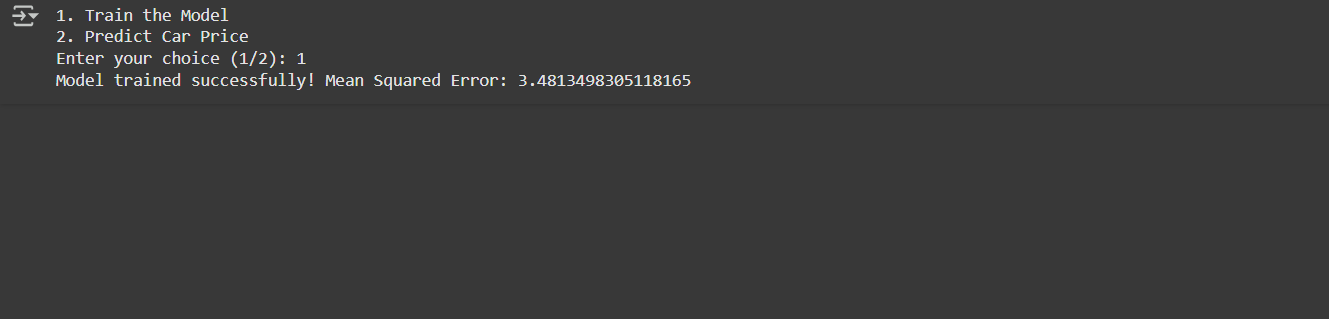 1. Train the Model
2. Predict Car Price
Enter your choice (1/2): 1
Model trained successfully! Mean Squared Error: 3.4813498305118165